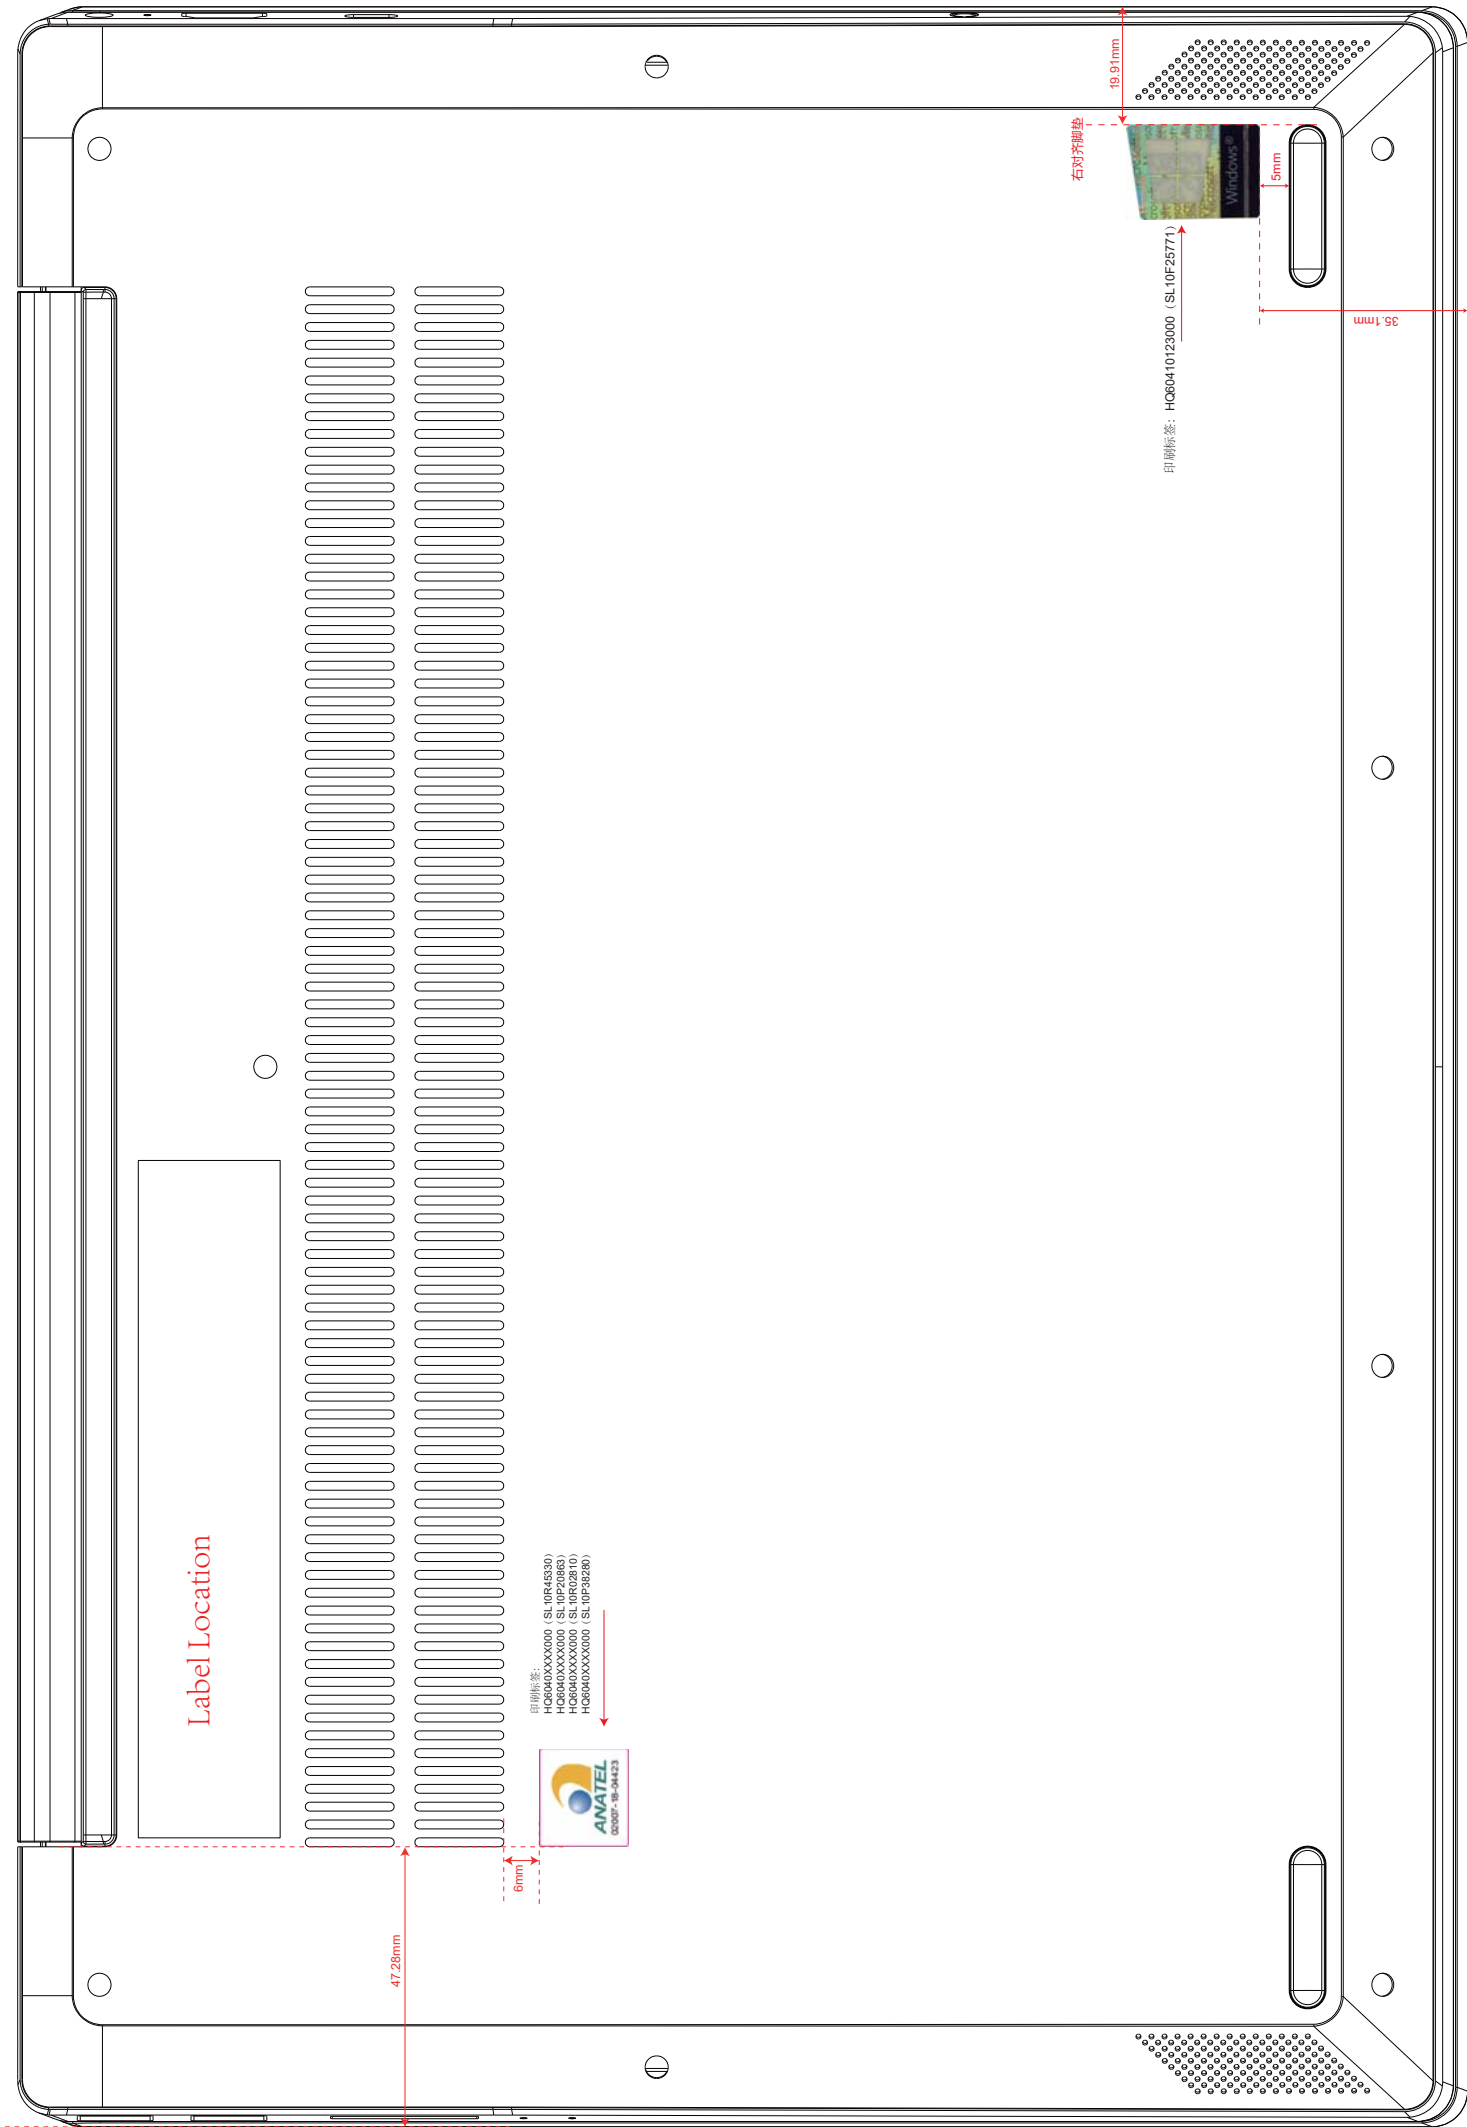 Label Location
印刷标签：
HQ6040XXXX000（SL10R45330）
HQ6040XXXX000（SL10P20863）
HQ6040XXXX000（SL10R02810）
HQ6040XXXX000（SL10P38280）
ANATEL
02007-18-04423
6mm
47.28mm
19.91mm
右对齐脚垫
Windows®
5mm
35.1mm
印刷标签：HQ60410123000（SL10F25771）